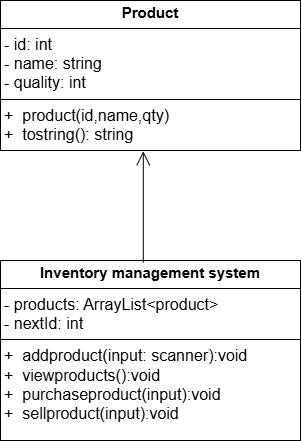 Product
- id: int
- name: string
- quality: int
+ product(id,name,qty)
+ tostring(): string
Inventory management system
- products: ArrayList<product>
- nextId: int
+ addproduct(input: scanner):void
+ viewproducts():void
+ purchaseproduct(input):void
+ sellproduct(input):void